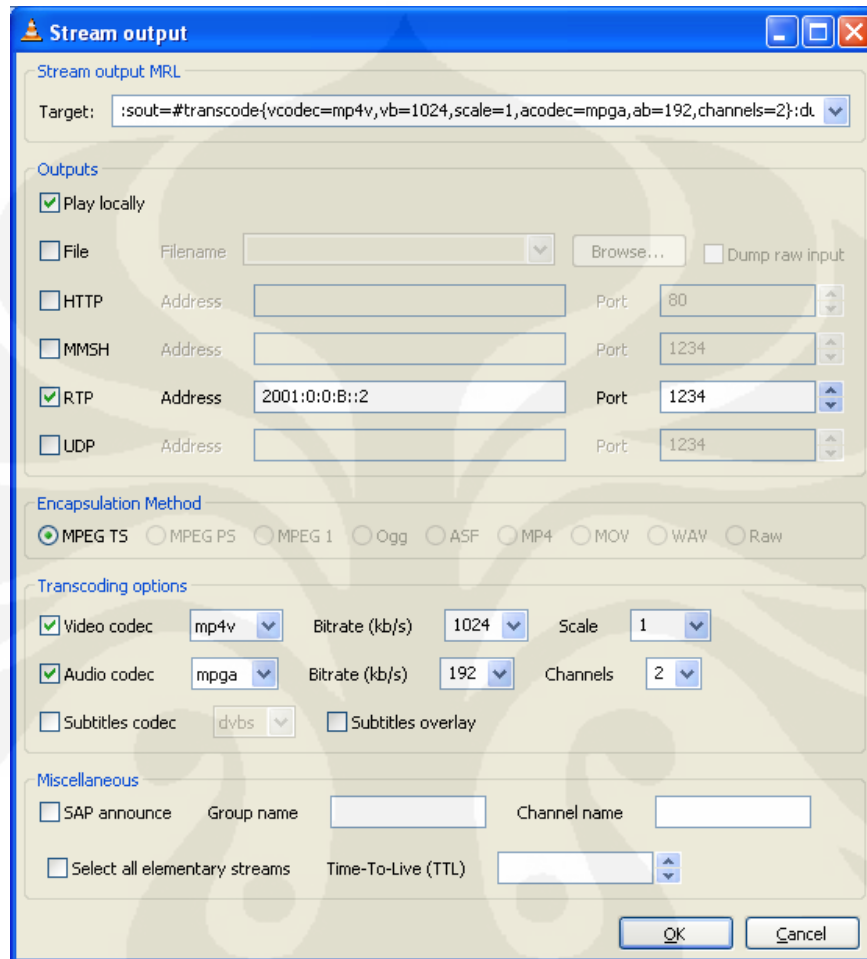 Stream output
Stream output MRL
Target: :sout=#transcode{vcodec=mp4v,vb=1024,scale=1,acodec=mpga,ab=192,channels=2}:du
Outputs
Play locally
File Filename Browse... Dump raw input
HTTP Address Port 80
MMSH Address Port 1234
RTP Address 2001:0:0:B::2 Port 1234
UDP Address Port 1234
Encapsulation Method
MPEG TS MPEG PS MPEG 1 Ogg ASF MP4 MOV WAV Raw
Transcoding options
Video codec mp4v Bitrate (kb/s) 1024 Scale 1
Audio codec mpga Bitrate (kb/s) 192 Channels 2
Subtitles codec dvbs Subtitles overlay
Miscellaneous
SAP announce Group name Channel name
Select all elementary streams Time-To-Live (TTL)
OK Cancel